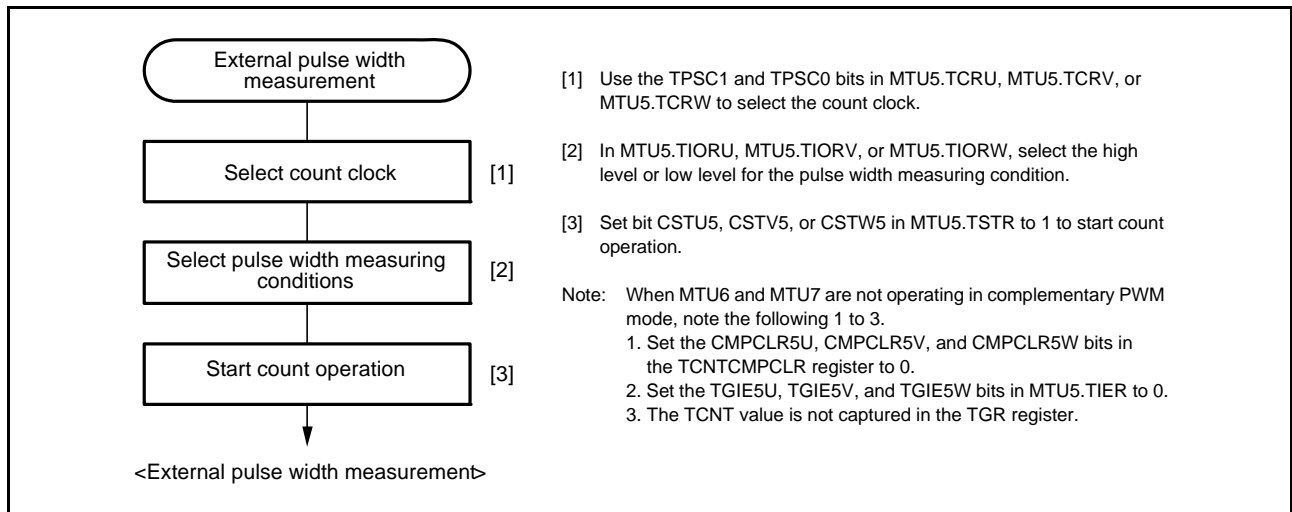 External pulse width
measurement
Select count clock
[1]
Select pulse width measuring
conditions
[2]
Start count operation
[3]
<External pulse width measurement>
[1] Use the TPSC1 and TPSC0 bits in MTU5.TCRU, MTU5.TCRV, or
MTU5.TCRW to select the count clock.
[2] In MTU5.TIORU, MTU5.TIORV, or MTU5.TIORW, select the high
level or low level for the pulse width measuring condition.
[3] Set bit CSTU5, CSTV5, or CSTW5 in MTU5.TSTR to 1 to start count
operation.
Note: When MTU6 and MTU7 are not operating in complementary PWM
mode, note the following 1 to 3.
1. Set the CMPCLR5U, CMPCLR5V, and CMPCLR5W bits in
the TCNTCMPCLR register to 0.
2. Set the TGIE5U, TGIE5V, and TGIE5W bits in MTU5.TIER to 0.
3. The TCNT value is not captured in the TGR register.